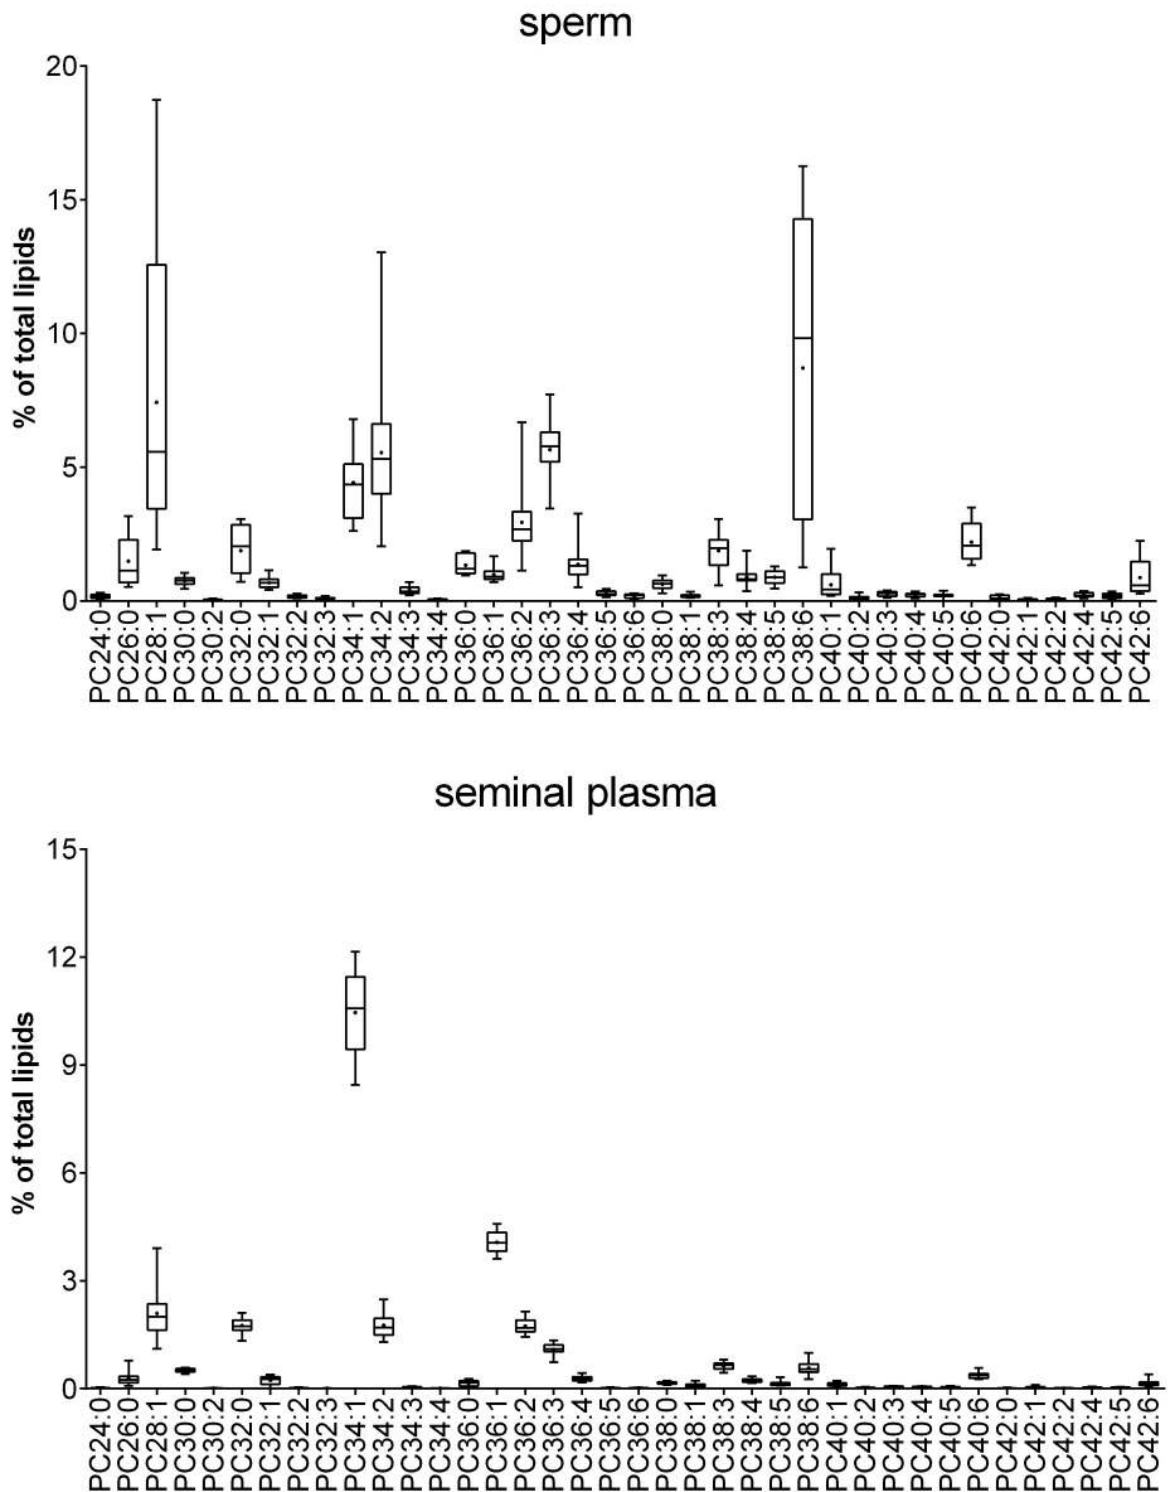 sperm
20
15
10
5
0
% of total lipids
PC24:0
PC26:0
PC28:1
PC30:0
PC30:2
PC32:0
PC32:1
PC32:2
PC32:3
PC34:1
PC34:2
PC34:3
PC34:4
PC36:0
PC36:1
PC36:2
PC36:3
PC36:4
PC36:5
PC36:6
PC38:0
PC38:1
PC38:3
PC38:4
PC38:5
PC38:6
PC40:1
PC40:2
PC40:3
PC40:4
PC40:5
PC40:6
PC42:0
PC42:1
PC42:2
PC42:4
PC42:5
PC42:6
seminal plasma
15
12
9
6
3
0
% of total lipids
PC24:0
PC26:0
PC28:1
PC30:0
PC30:2
PC32:0
PC32:1
PC32:2
PC32:3
PC34:1
PC34:2
PC34:3
PC34:4
PC36:0
PC36:1
PC36:2
PC36:3
PC36:4
PC36:5
PC36:6
PC38:0
PC38:1
PC38:3
PC38:4
PC38:5
PC38:6
PC40:1
PC40:2
PC40:3
PC40:4
PC40:5
PC40:6
PC42:0
PC42:1
PC42:2
PC42:4
PC42:5
PC42:6